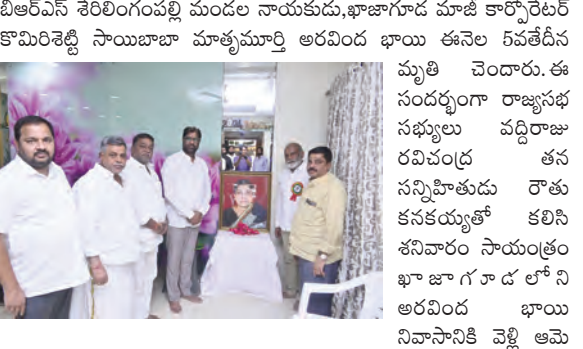 బీఆర్ఎస్ శేరిలింగంపల్లి మండల నాయకుడు,ఖాజాగూడ మాజీ కార్పోరేటర్
కొమిరిశెట్టి సాయిబాబా మాతృమూర్తి అరవింద భాయి ఈనెల 5వతేదీన
మృతి చెందారు.ఈ
సందర్భంగా రాజ్యసభ
సభ్యులు వద్దిరాజు
రవిచంద్ర తన
సన్నిహితుడు రౌతు
కనకయ్యతో కలిసి
శనివారం సాయంత్రం
ఖాజాగూడలోని
అరవింద భాయి
నివాసానికి వెళ్లి ఆమె